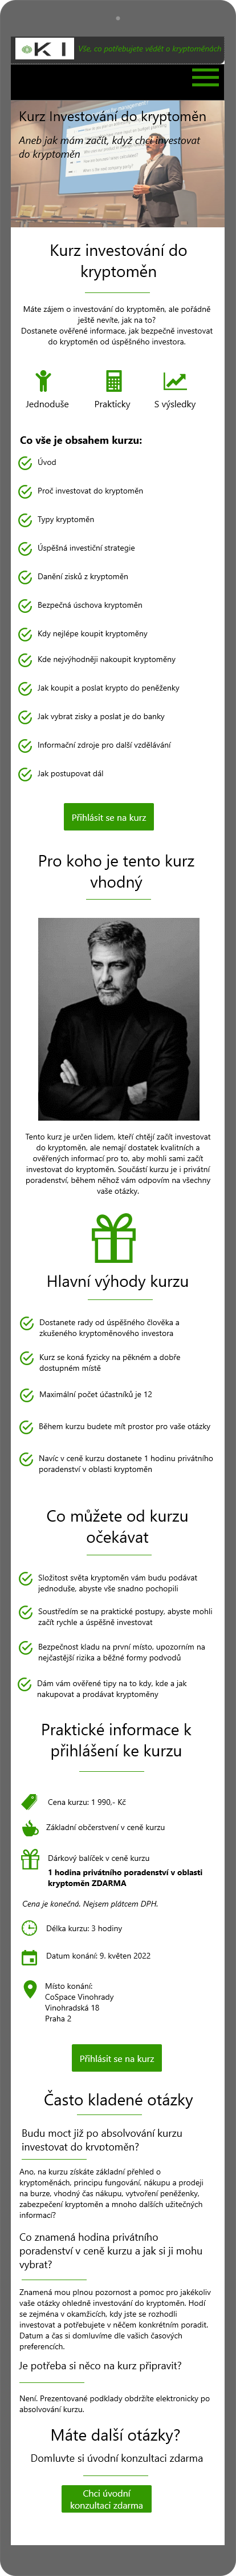 OKI
Vše, co potřebujete vědět o kryptoměnách
Kurz Investování do kryptoměn
Aneb jak mám začít, když chci investovat
do kryptoměn
Kurz investování do
kryptoměn
Máte zájem o investování do kryptoměn, ale pořádně
ještě nevíte, jak na to?
Dostanete ověřené informace, jak bezpečně investovat
do kryptoměn od úspěšného investora.
Jednoduše
Prakticky
S výsledky
Co vše je obsahem kurzu:
Úvod
Proč investovat do kryptoměn
Typy kryptoměn
Úspěšná investiční strategie
Danění zisků z kryptoměn
Bezpečná úschova kryptoměn
Kdy nejlépe koupit kryptoměny
Kde nejvýhodněji nakoupit kryptoměny
Jak koupit a poslat krypto do peněženky
Jak vybrat zisky a poslat je do banky
Informační zdroje pro další vzdělávání
Jak postupovat dál
Přihlásit se na kurz
Pro koho je tento kurz
vhodný
Tento kurz je určen lidem, kteří chtějí začít investovat
do kryptoměn, ale nemají dostatek kvalitních a
ověřených informací pro to, aby mohli sami začít
investovat do kryptoměn. Součástí kurzu je i privátní
poradenství, během něhož vám odpovím na všechny
vaše otázky.
Hlavní výhody kurzu
Dostanete rady od úspěšného člověka a
zkušeného kryptoměnového investora
Kurz se koná fyzicky na pěkném a dobře
dostupném místě
Maximální počet účastníků je 12
Během kurzu budete mít prostor pro vaše otázky
Navíc v ceně kurzu dostanete 1 hodinu privátního
poradenství v oblasti kryptoměn
Co můžete od kurzu
očekávat
Složitost světa kryptoměn vám budu podávat
jednoduše, abyste vše snadno pochopili
Soustředím se na praktické postupy, abyste mohli
začít rychle a úspěšně investovat
Bezpečnost kladu na první místo, upozorním na
nejčastější rizika a běžné formy podvodů
Dám vám ověřené tipy na to kdy, kde a jak
nakupovat a prodávat kryptoměny
Praktické informace k
přihlášení ke kurzu
Cena kurzu: 1 990,- Kč
Základní občerstvení v ceně kurzu
Dárkový balíček v ceně kurzu
1 hodina privátního poradenství v oblasti
kryptoměn ZDARMA
Cena je konečná. Nejsem plátcem DPH.
Délka kurzu: 3 hodiny
Datum konání: 9. květen 2022
Místo konání:
CoSpace Vinohrady
Vinohradská 18
Praha 2
Přihlásit se na kurz
Často kladené otázky
Budu moct již po absolvování kurzu
investovat do krvptoměn?
Ano, na kurzu získáte základní přehled o
kryptoměnách, principu fungování, nákupu a prodeji
na burze, vhodný čas nákupu, vytvoření peněženky,
zabezpečení kryptoměn a mnoho dalších užitečných
informací?
Co znamená hodina privátního
poradenství v ceně kurzu a jak si ji mohu
vybrat?
Znamená mou plnou pozornost a pomoc pro jakékoliv
vaše otázky ohledně investování do kryptoměn. Hodí
se zejména v okamžicích, kdy jste se rozhodli
investovat a potřebujete v něčem konkrétním poradit.
Datum a čas si domluvíme dle vašich časových
preferencích.
Je potřeba si něco na kurz připravit?
Není. Prezentované podklady obdržíte elektronicky po
absolvování kurzu.
Máte další otázky?
Domluvte si úvodní konzultaci zdarma
Chci úvodní
konzultaci zdarma